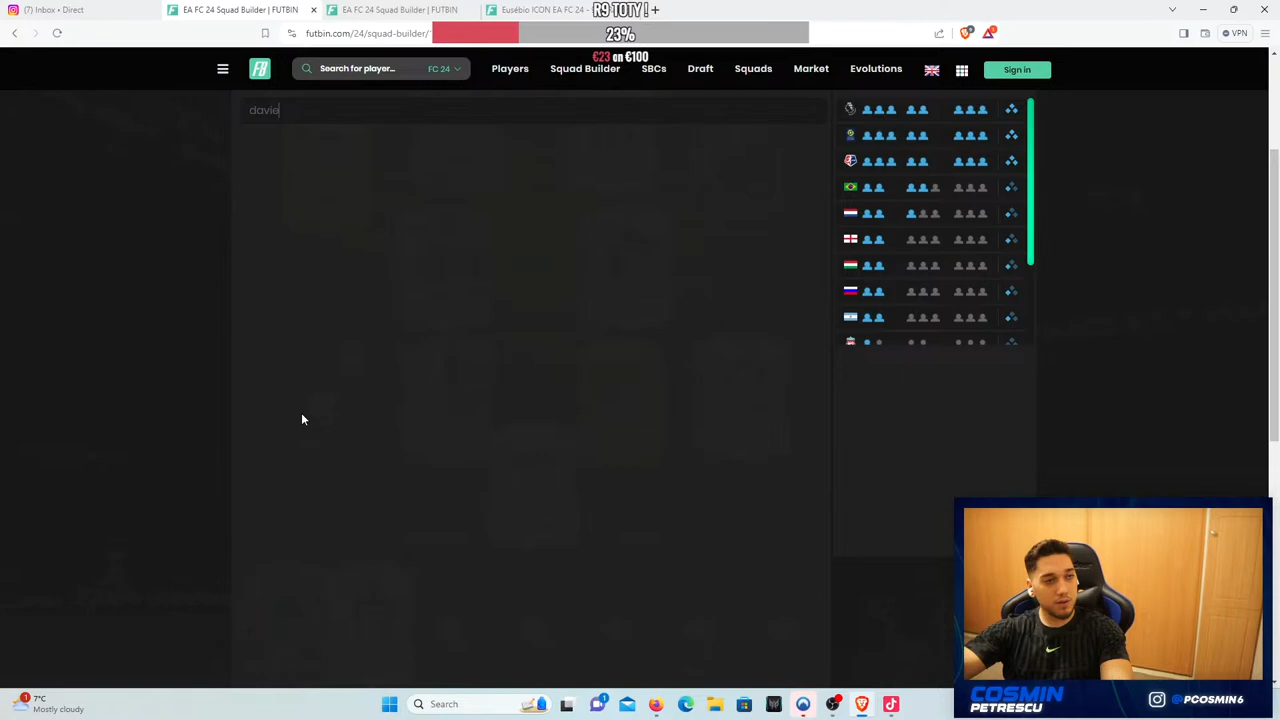 (7) Inbox • Direct
EA FC 24 Squad Builder | FUTBIN
EA FC 24 Squad Builder | FUTBIN
Eusébio ICON EA FC 24 -
R9 TOTY ! +
futbin.com/24/squad-builder/
23%
VPN
€23 on €100
Search for player...
FC 24
Players
Squad Builder
SBCs
Draft
Squads
Market
Evolutions
Sign in
davie
COSMIN
PETRESCU
@PCOSMIN6
1
7°C
Mostly cloudy
Search
1